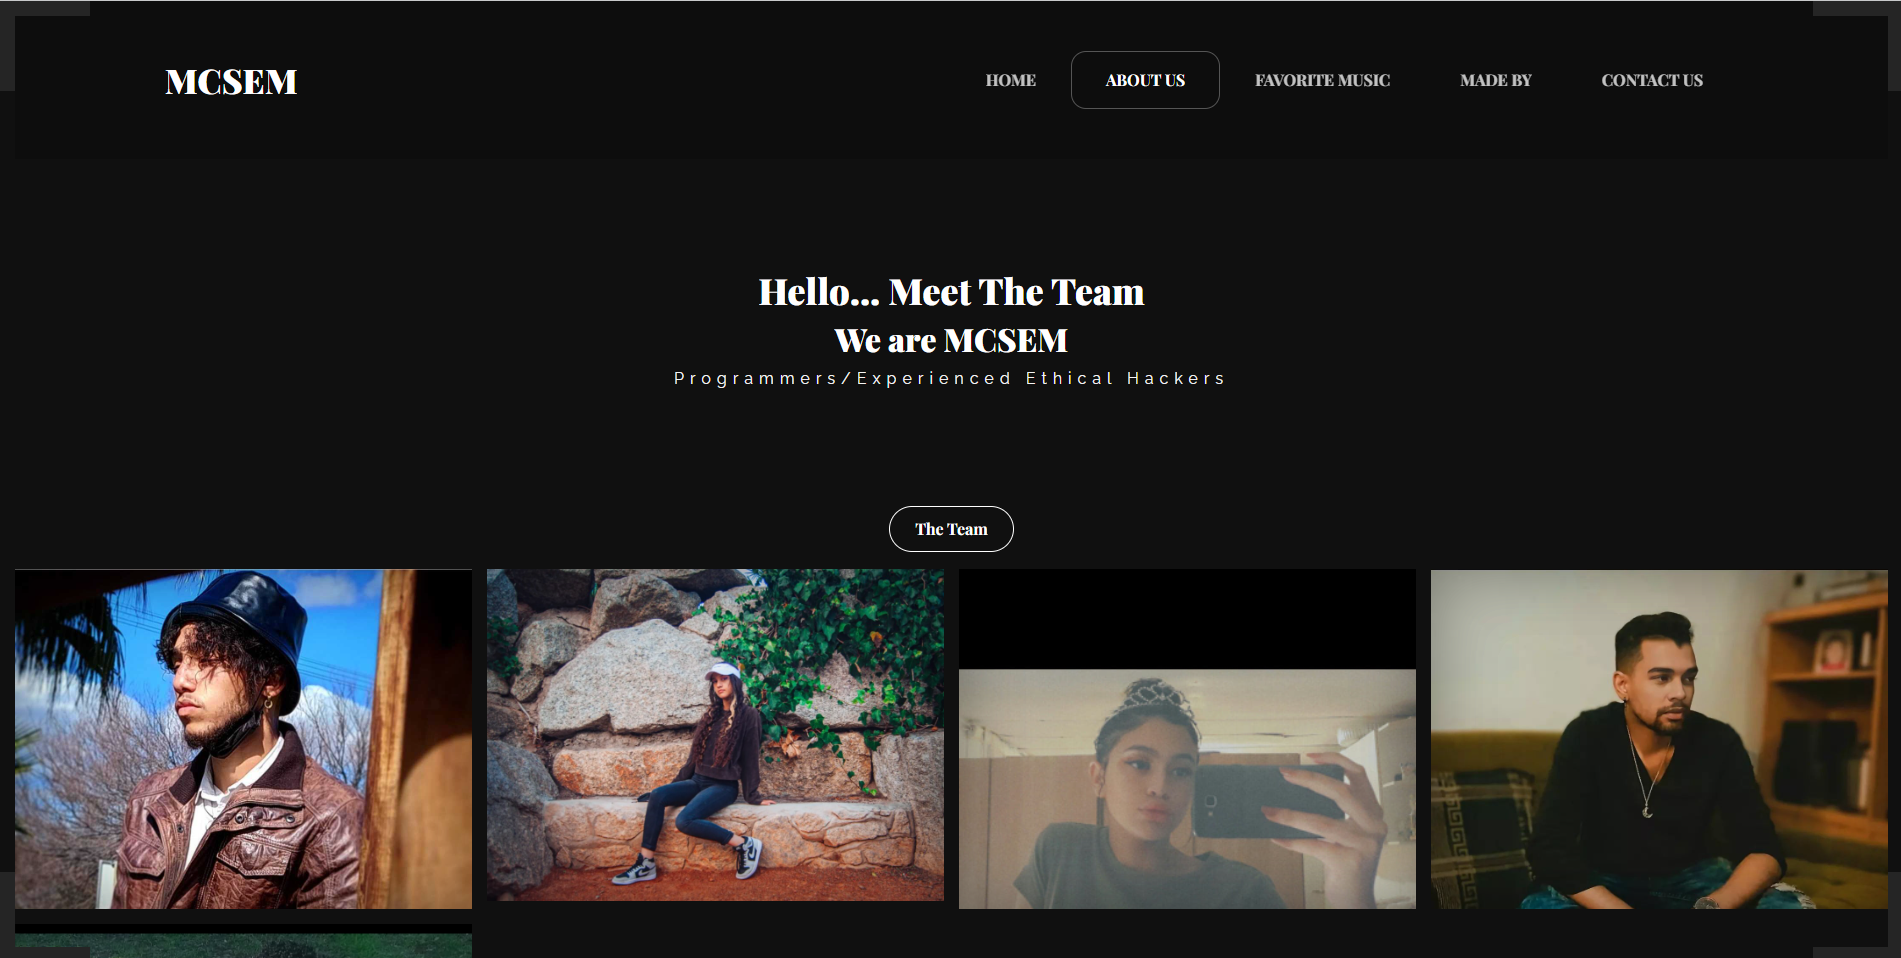 MCSEM
HOME
ABOUT US
FAVORITE MUSIC
MADE BY
CONTACT US
Hello... Meet The Team
We are MCSEM
Programmers/Experienced Ethical Hackers
The Team